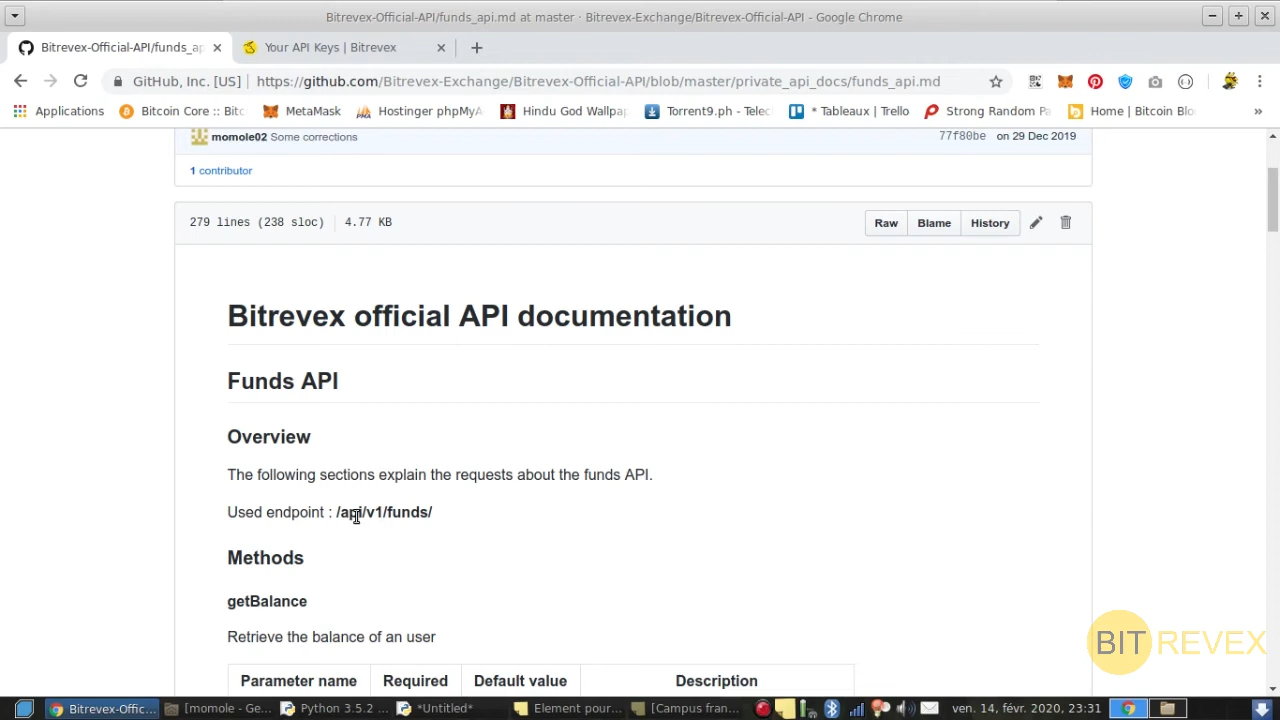 Bitrevex-Official-API/funds_api.md at master · Bitrevex-Exchange/Bitrevex-Official-API - Google Chrome
Bitrevex-Official-API/funds_ap
Your API Keys | Bitrevex
GitHub, Inc. [US]
https://github.com/Bitrevex-Exchange/Bitrevex-Official-API/blob/master/private_api_docs/funds_api.md
Applications
Bitcoin Core :: Bitc
MetaMask
Hostinger phpMyA
Hindu God Wallpap
Torrent9.ph - Telec
* Tableaux | Trello
Strong Random Pa
Home | Bitcoin Blo
»
momole02 Some corrections
77f80be on 29 Dec 2019
1 contributor
279 lines (238 sloc)
4.77 KB
Raw
Blame
History
Bitrevex official API documentation
Funds API
Overview
The following sections explain the requests about the funds API.
Used endpoint : /api/v1/funds/
Methods
getBalance
Retrieve the balance of an user
Parameter name
Required
Default value
Description
BITREVEX
Bitrevex-Offic...
[momole - Ge...
Python 3.5.2 ...
*Untitled*
Element pour...
[Campus fran...
ven. 14, févr. 2020, 23:31